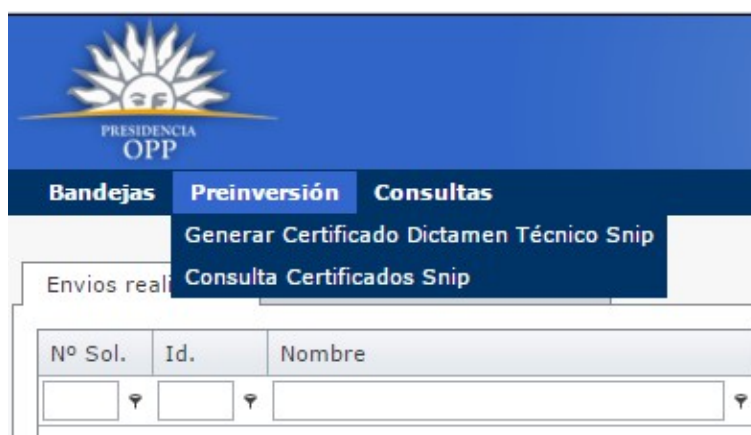 PRESIDENCIA
OPP
Bandejas Preinversión Consultas
Generar Certificado Dictamen Técnico Snip
Consulta Certificados Snip
Envios reali
Nº Sol. Id. Nombre